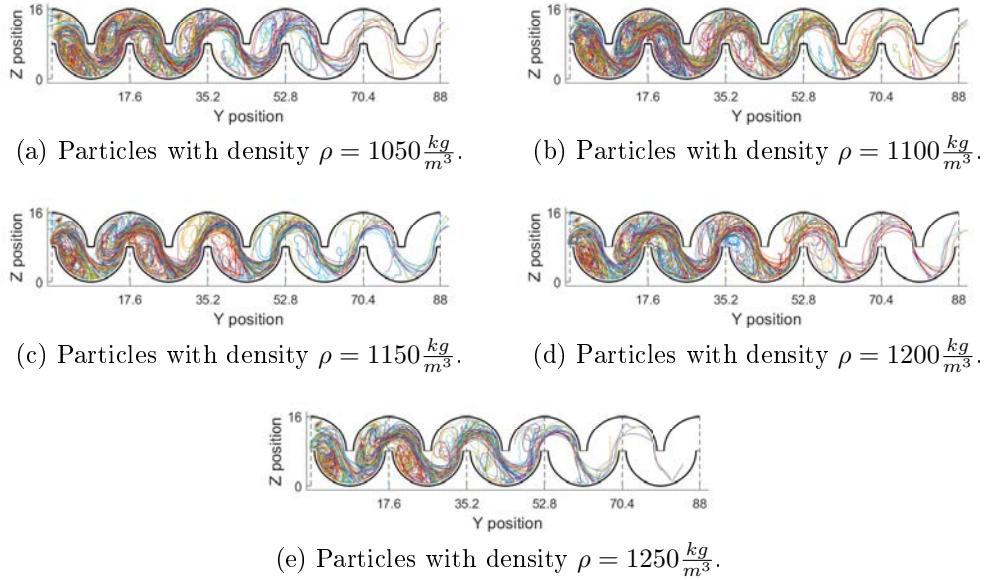 16
Z position
0
17.6 35.2 52.8 70.4 88
Y position
(a) Particles with density ρ = 1050 kg/m³.
16
Z position
0
17.6 35.2 52.8 70.4 88
Y position
(b) Particles with density ρ = 1100 kg/m³.
16
Z position
0
17.6 35.2 52.8 70.4 88
Y position
(c) Particles with density ρ = 1150 kg/m³.
16
Z position
0
17.6 35.2 52.8 70.4 88
Y position
(d) Particles with density ρ = 1200 kg/m³.
16
Z position
0
17.6 35.2 52.8 70.4 88
Y position
(e) Particles with density ρ = 1250 kg/m³.